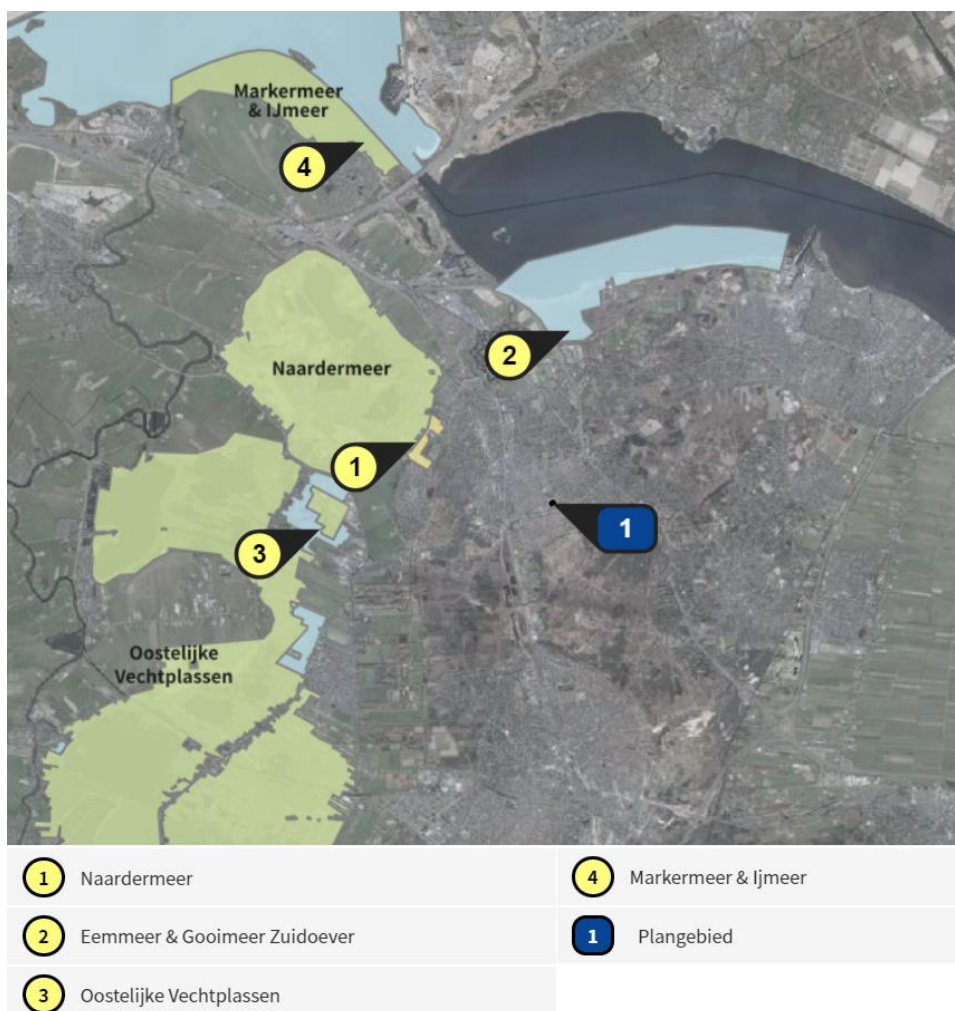 Markermeer
& IJmeer
4
2
Naardermeer
1
1
3
Oostelijke
Vechtplassen
1 Naardermeer
4 Markermeer & Ijmeer
2 Eemmeer & Gooimeer Zuidoever
1 Plangebied
3 Oostelijke Vechtplassen